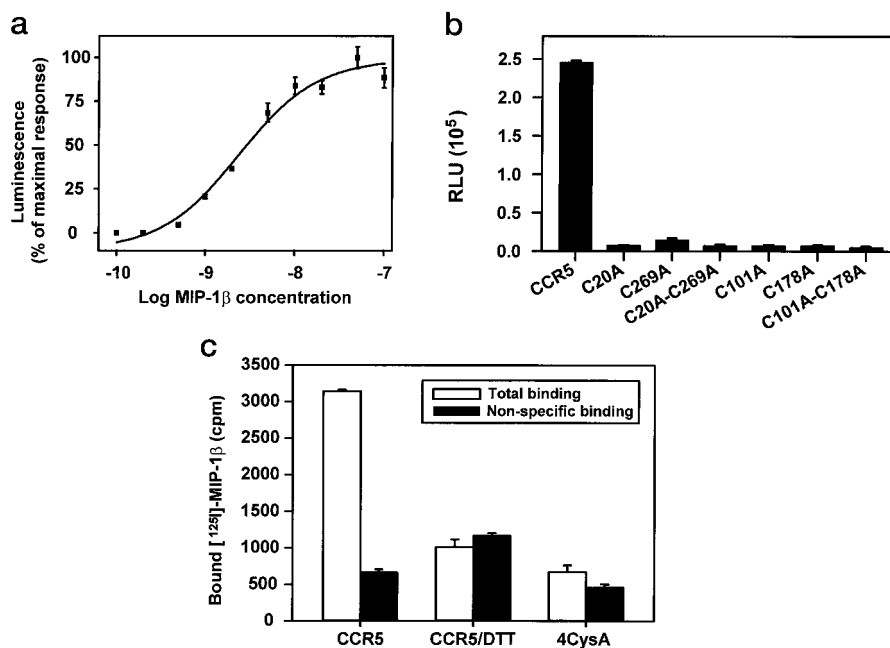 a
Luminescence
(% of maximal response)
100
75
50
25
0
-10
-9
-8
-7
Log MIP-1β concentration
b
RLU (10⁵)
2.5
2.0
1.5
1.0
0.5
0.0
CCR5
C20A
C269A
C20A-C269A
C101A
C178A
C101A-C178A
c
Bound [¹²⁵I]-MIP-1β (cpm)
3500
3000
2500
2000
1500
1000
500
0
Total binding
Non-specific binding
CCR5
CCR5/DTT
4CysA